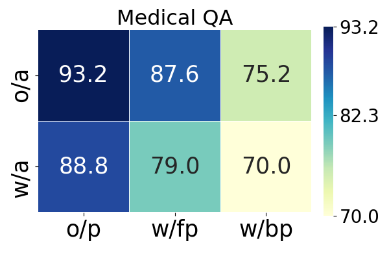 Medical QA
o/a
93.2
87.6
75.2
w/a
88.8
79.0
70.0
o/p
w/fp
w/bp
93.2
82.3
70.0